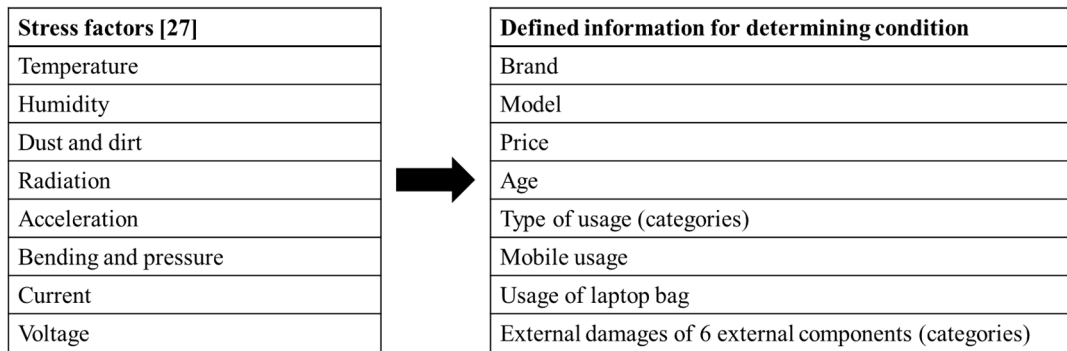 Stress factors [27]
Temperature
Humidity
Dust and dirt
Radiation
Acceleration
Bending and pressure
Current
Voltage
Defined information for determining condition
Brand
Model
Price
Age
Type of usage (categories)
Mobile usage
Usage of laptop bag
External damages of 6 external components (categories)